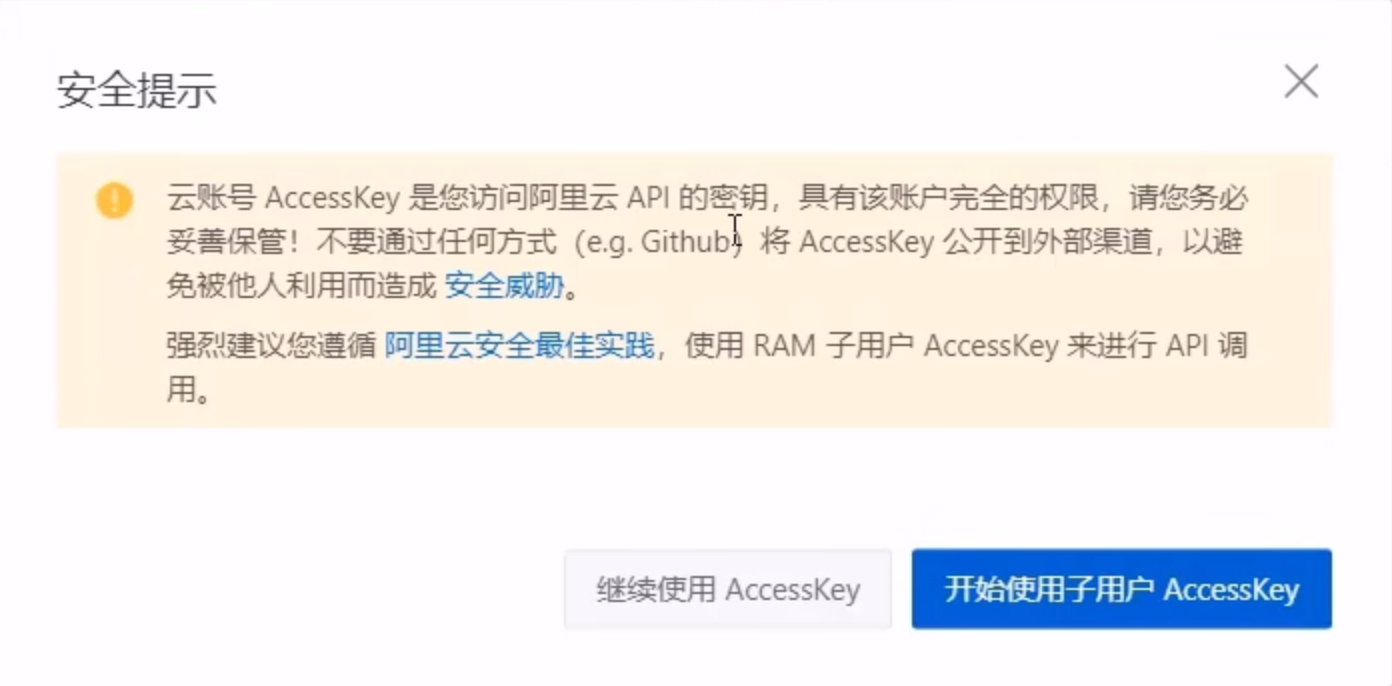 安全提示
云账号 AccessKey 是您访问阿里云 API 的密钥，具有该账户完全的权限，请您务必
妥善保管！不要通过任何方式（e.g. Github）将 AccessKey 公开到外部渠道，以避
免被他人利用而造成 安全威胁。
强烈建议您遵循 阿里云安全最佳实践，使用 RAM 子用户 AccessKey 来进行 API 调
用。
继续使用 AccessKey
开始使用子用户 AccessKey